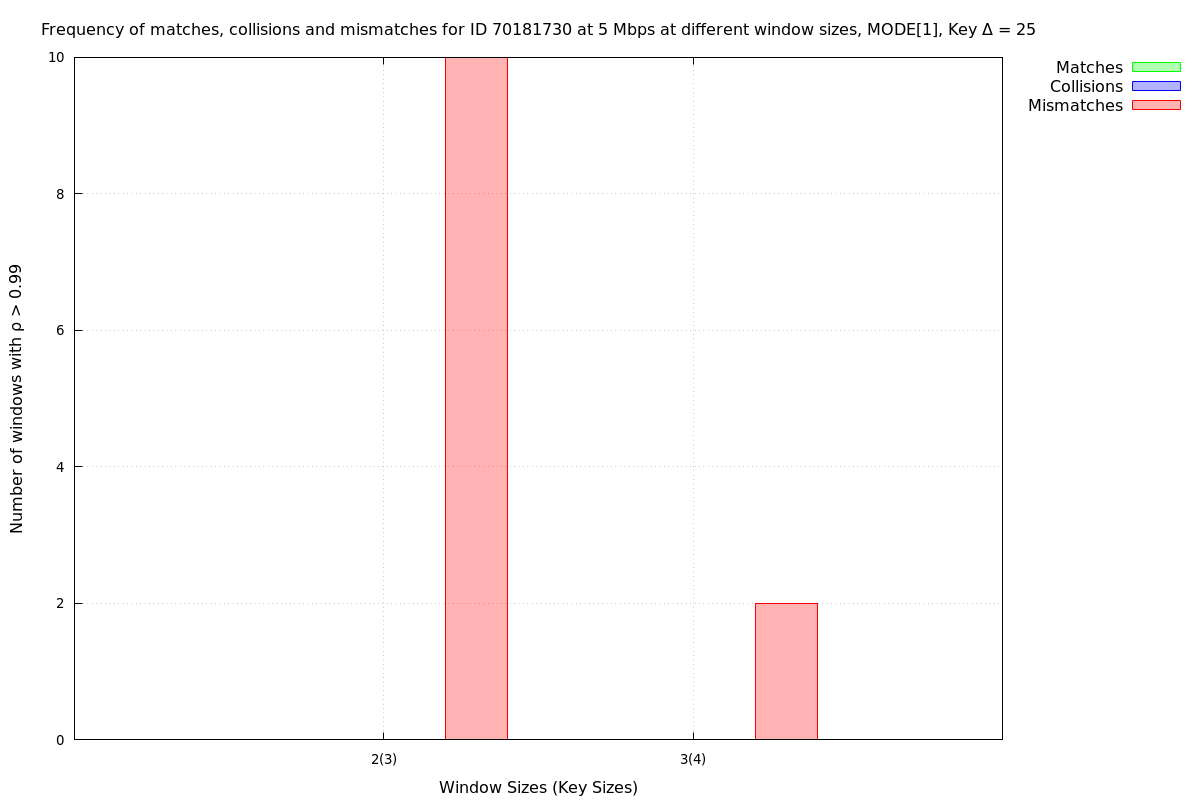 Frequency of matches, collisions and mismatches for ID 70181730 at 5 Mbps at different window sizes, MODE[1], Key Δ = 25
Matches
Collisions
Mismatches
Number of windows with ρ > 0.99
10
8
6
4
2
0
2(3)
3(4)
Window Sizes (Key Sizes)